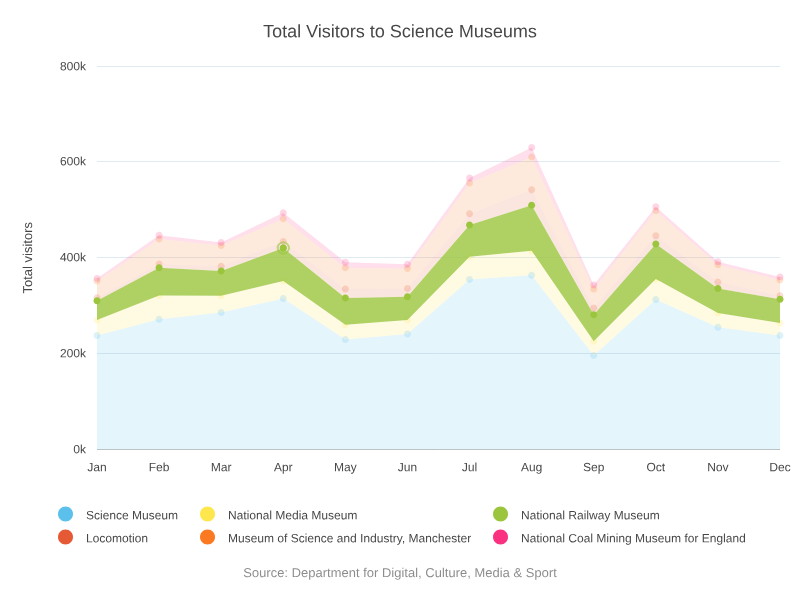 Total Visitors to Science Museums
800k
600k
400k
200k
0k
Total visitors
Jan Feb Mar Apr May Jun Jul Aug Sep Oct Nov Dec
Science Museum National Media Museum National Railway Museum
Locomotion Museum of Science and Industry, Manchester National Coal Mining Museum for England
Source: Department for Digital, Culture, Media & Sport